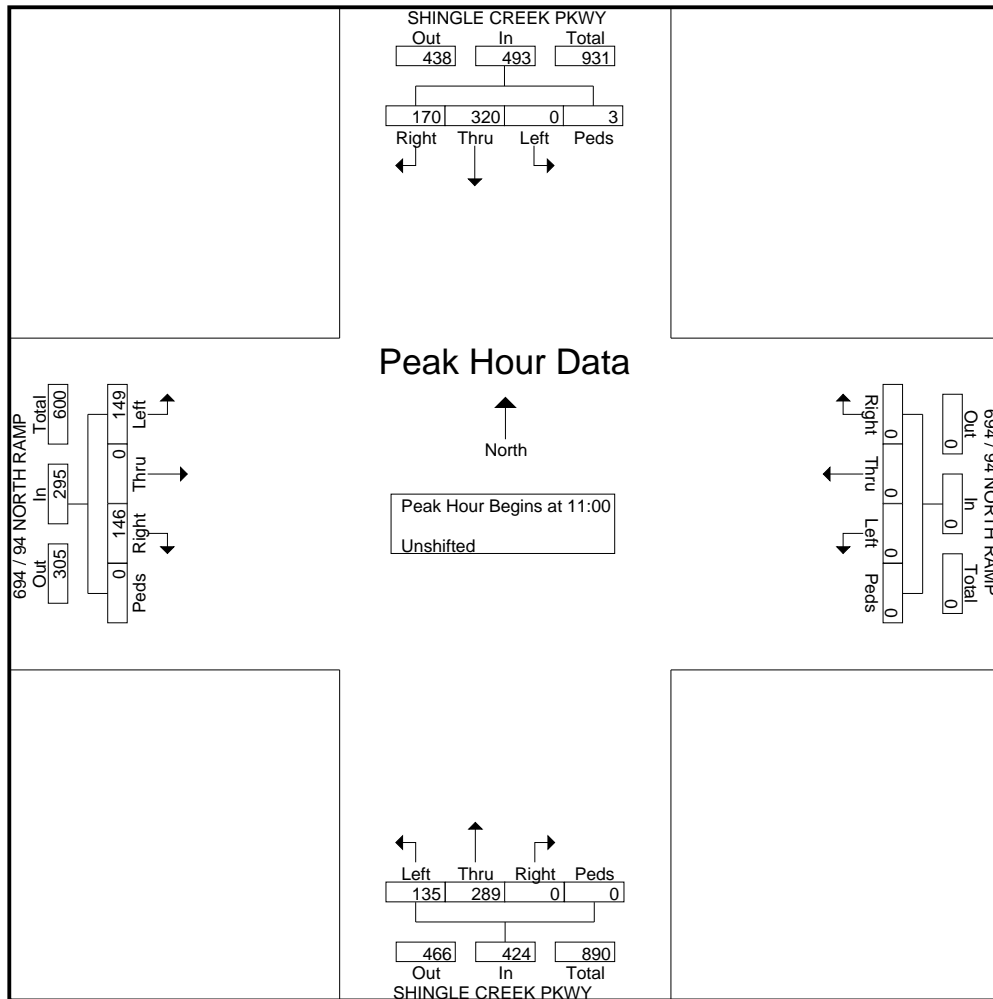 SHINGLE CREEK PKWY
Out In Total
438 493 931
170 320 0 3
Right Thru Left Peds
Peak Hour Data
North
Peak Hour Begins at 11:00
Unshifted
694 / 94 NORTH RAMP
Out In Total
305 295 600
Left Thru Right Peds
149 0 146 0
694 / 94 NORTH RAMP
Out In Total
0 0 0
Right Thru Left Peds
0 0 0 0
Left Thru Right Peds
135 289 0 0
466 424 890
Out In Total
SHINGLE CREEK PKWY